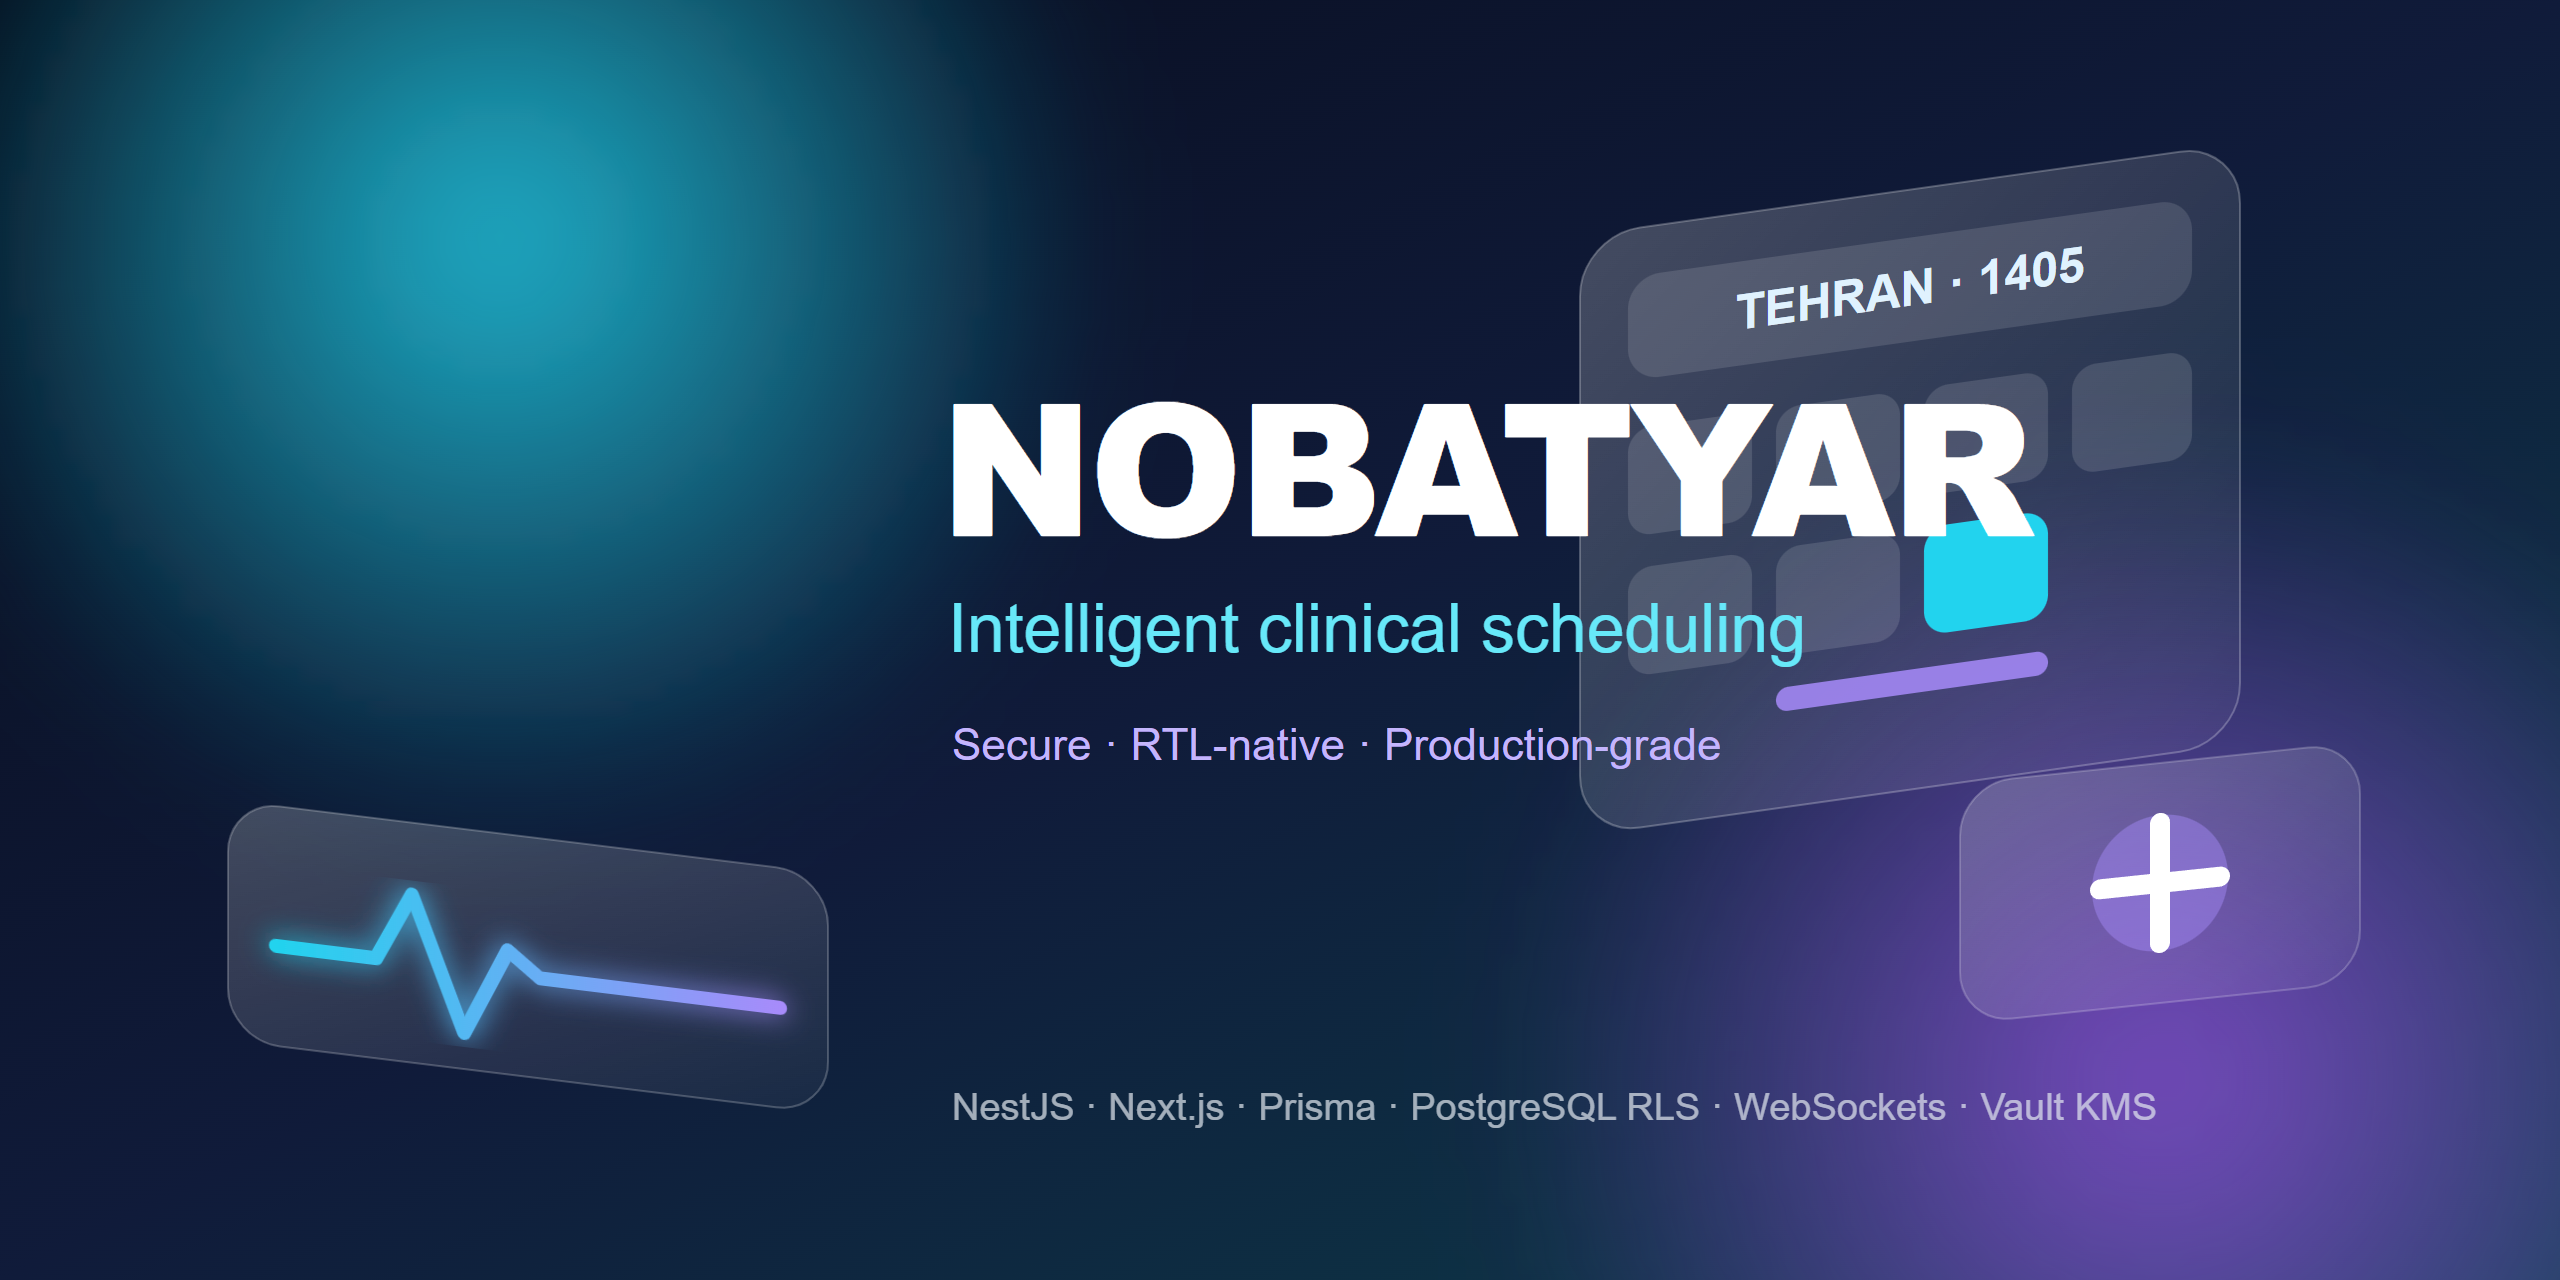 TEHRAN · 1405
NOBATYAR
Intelligent clinical scheduling
Secure · RTL-native · Production-grade
NestJS · Next.js · Prisma · PostgreSQL RLS · WebSockets · Vault KMS